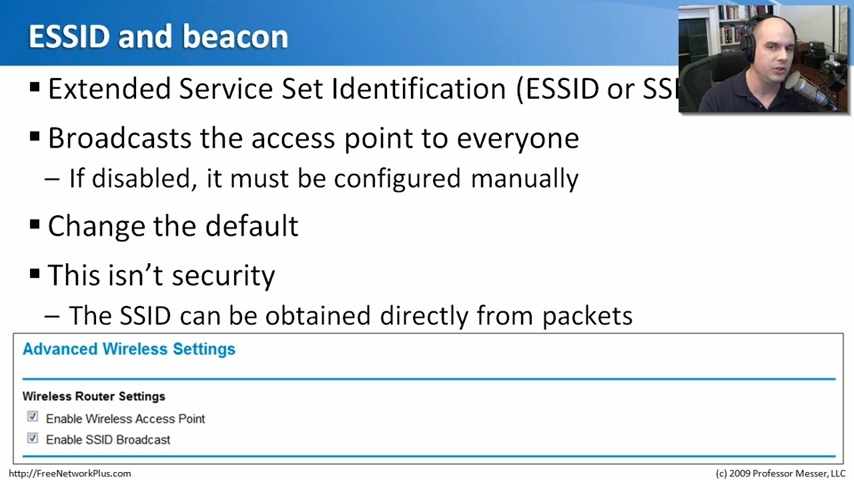 ESSID and beacon
▪ Extended Service Set Identification (ESSID or
▪ Broadcasts the access point to everyone
– If disabled, it must be configured manually
▪ Change the default
▪ This isn’t security
– The SSID can be obtained directly from packets
Advanced Wireless Settings
Wireless Router Settings
Enable Wireless Access Point
Enable SSID Broadcast
http://FreeNetworkPlus.com
(c) 2009 Professor Messer, LLC